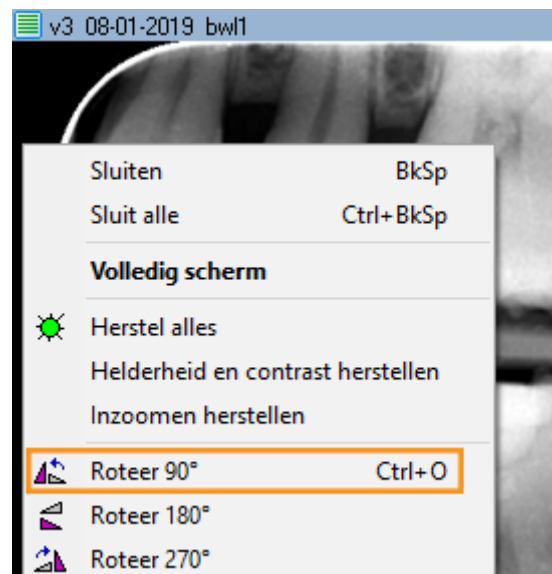 v3 08-01-2019 bwl1
Sluiten BkSp
Sluit alle Ctrl+BkSp
Volledig scherm
Herstel alles
Helderheid en contrast herstellen
Inzoomen herstellen
Roteer 90° Ctrl+O
Roteer 180°
Roteer 270°